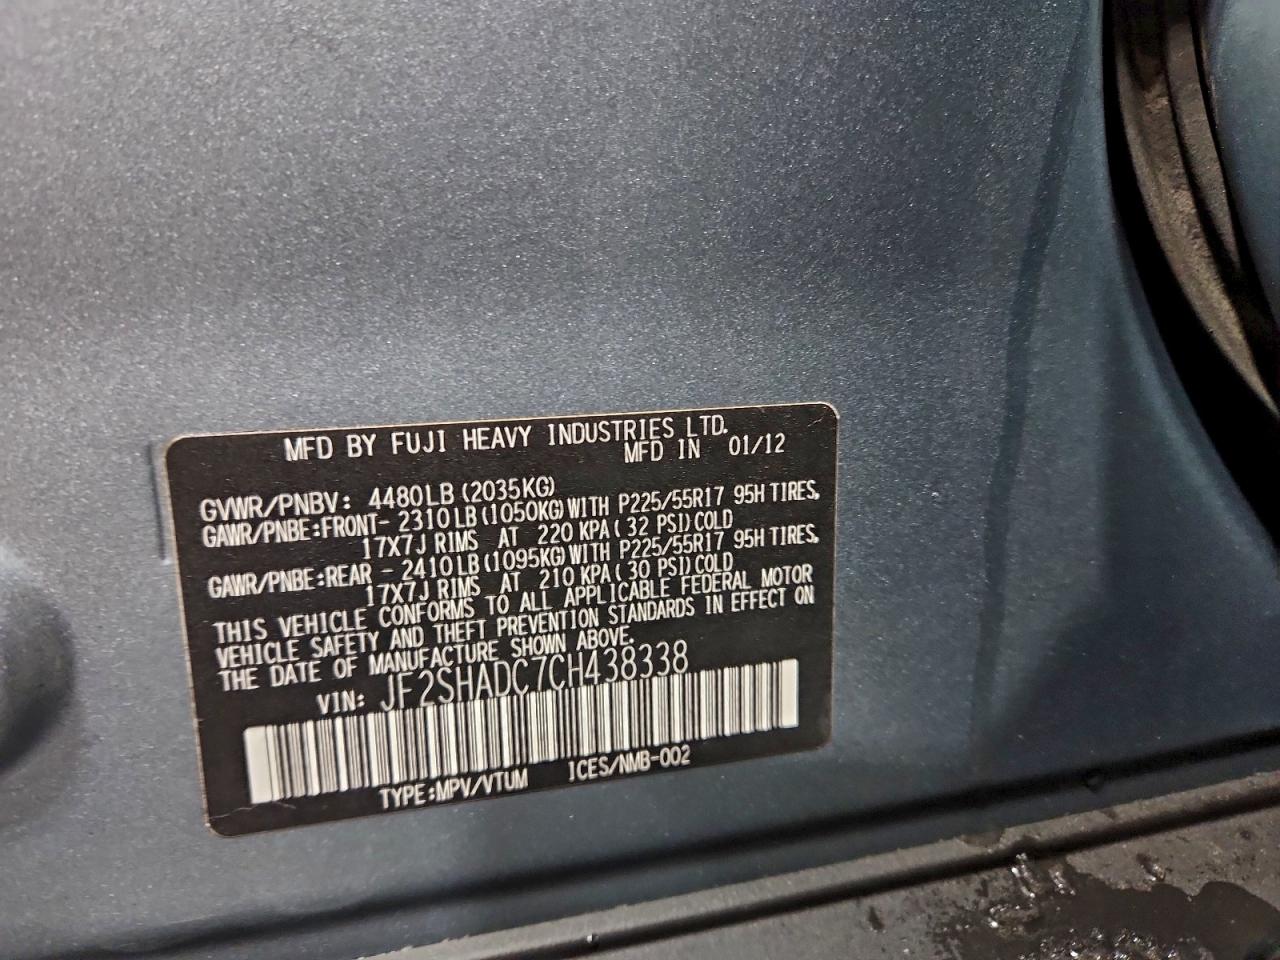 MFD BY FUJI HEAVY INDUSTRIES LTD.
MFD IN 01/12
GVWR/PNBV: 4480LB (2035KG)
GAWR/PNBE:FRONT- 2310LB (1050KG) WITH P225/55R17 95H TIRES,
17X7J RIMS AT 220 KPA( 32 PSI) COLD
GAWR/PNBE:REAR - 2410LB (1095KG) WITH P225/55R17 95H TIRES,
17X7J RIMS AT 210 KPA( 30 PSI) COLD
THIS VEHICLE CONFORMS TO ALL APPLICABLE FEDERAL MOTOR
VEHICLE SAFETY AND THEFT PREVENTION STANDARDS IN EFFECT ON
THE DATE OF MANUFACTURE SHOWN ABOVE.
VIN: JF2SHADC7CH438338
TYPE:MPV/VTUM ICES/NMB-002